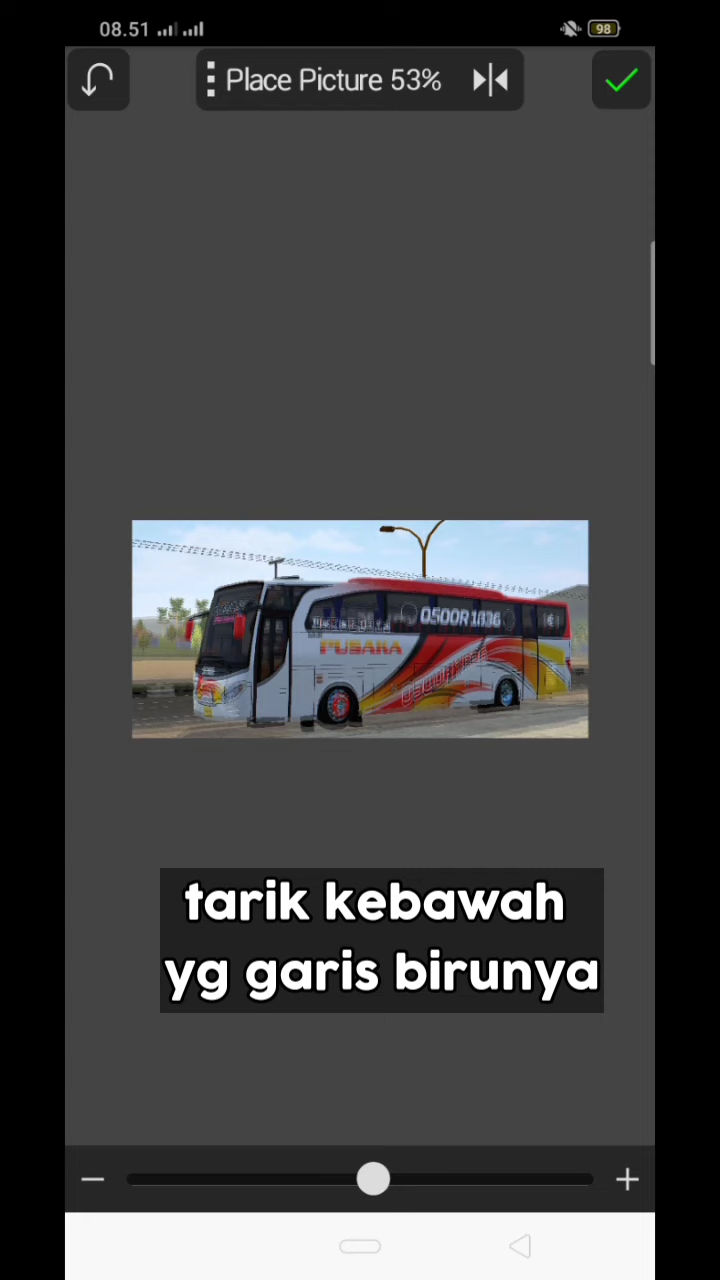 08.51
98
Place Picture 53%
0500R 1836
PUSAKA
tarik kebawah
yg garis birunya